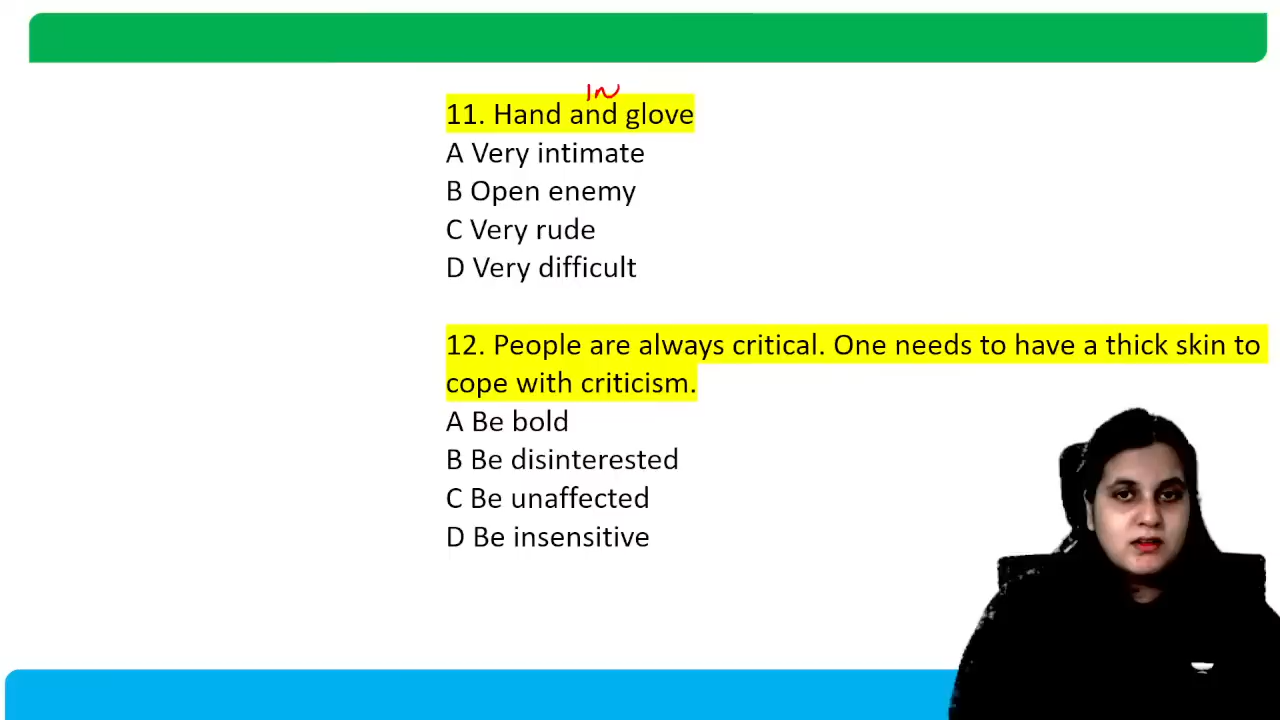 IN
11. Hand and glove
A Very intimate
B Open enemy
C Very rude
D Very difficult
12. People are always critical. One needs to have a thick skin to
cope with criticism.
A Be bold
B Be disinterested
C Be unaffected
D Be insensitive